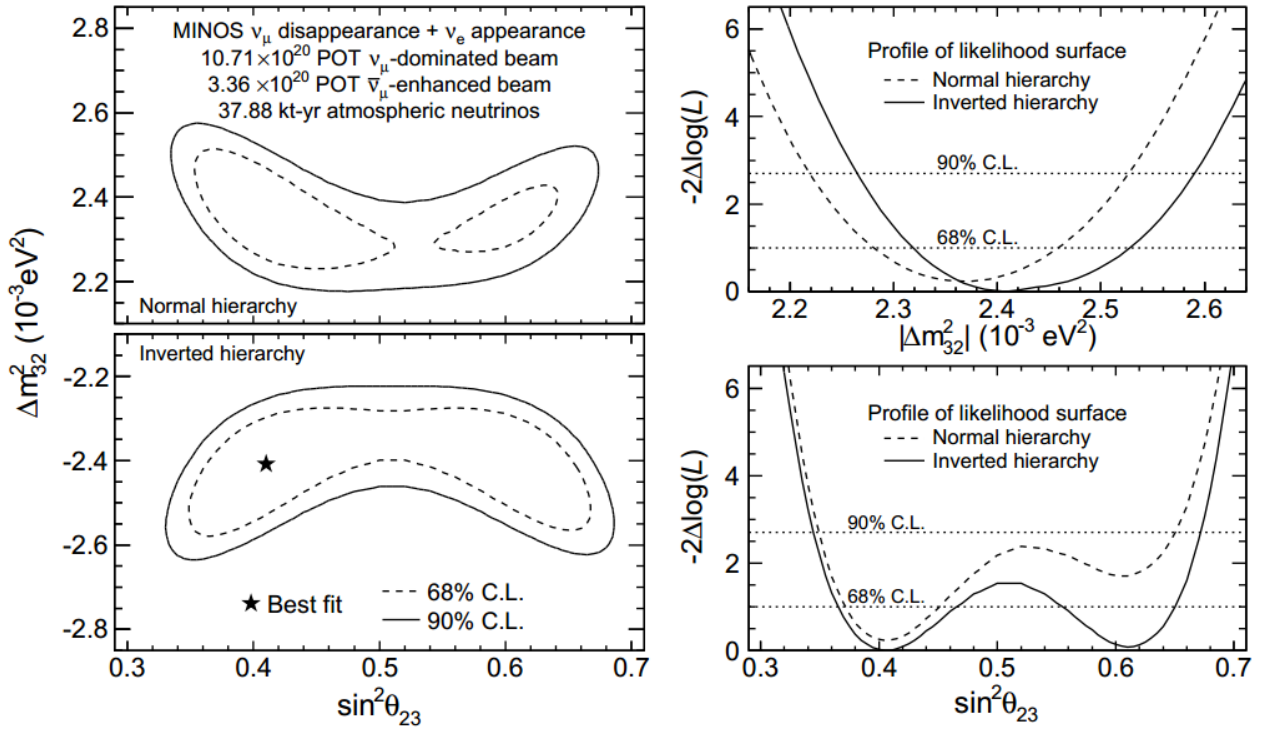 MINOS νμ disappearance + νe appearance
10.71 ×10²⁰ POT νμ-dominated beam
3.36 ×10²⁰ POT ν̄μ-enhanced beam
37.88 kt-yr atmospheric neutrinos
2.8
2.6
2.4
2.2
Normal hierarchy
Inverted hierarchy
-2.2
-2.4
-2.6
-2.8
Δm²₃₂ (10⁻³eV²)
★ Best fit
68% C.L.
90% C.L.
0.3 0.4 0.5 0.6 0.7
sin²θ₂₃
Profile of likelihood surface
Normal hierarchy
Inverted hierarchy
90% C.L.
68% C.L.
6
4
2
0
-2Δlog(L)
2.2 2.3 2.4 2.5 2.6
|Δm²₃₂| (10⁻³ eV²)
Profile of likelihood surface
Normal hierarchy
Inverted hierarchy
90% C.L.
68% C.L.
6
4
2
0
-2Δlog(L)
0.3 0.4 0.5 0.6 0.7
sin²θ₂₃